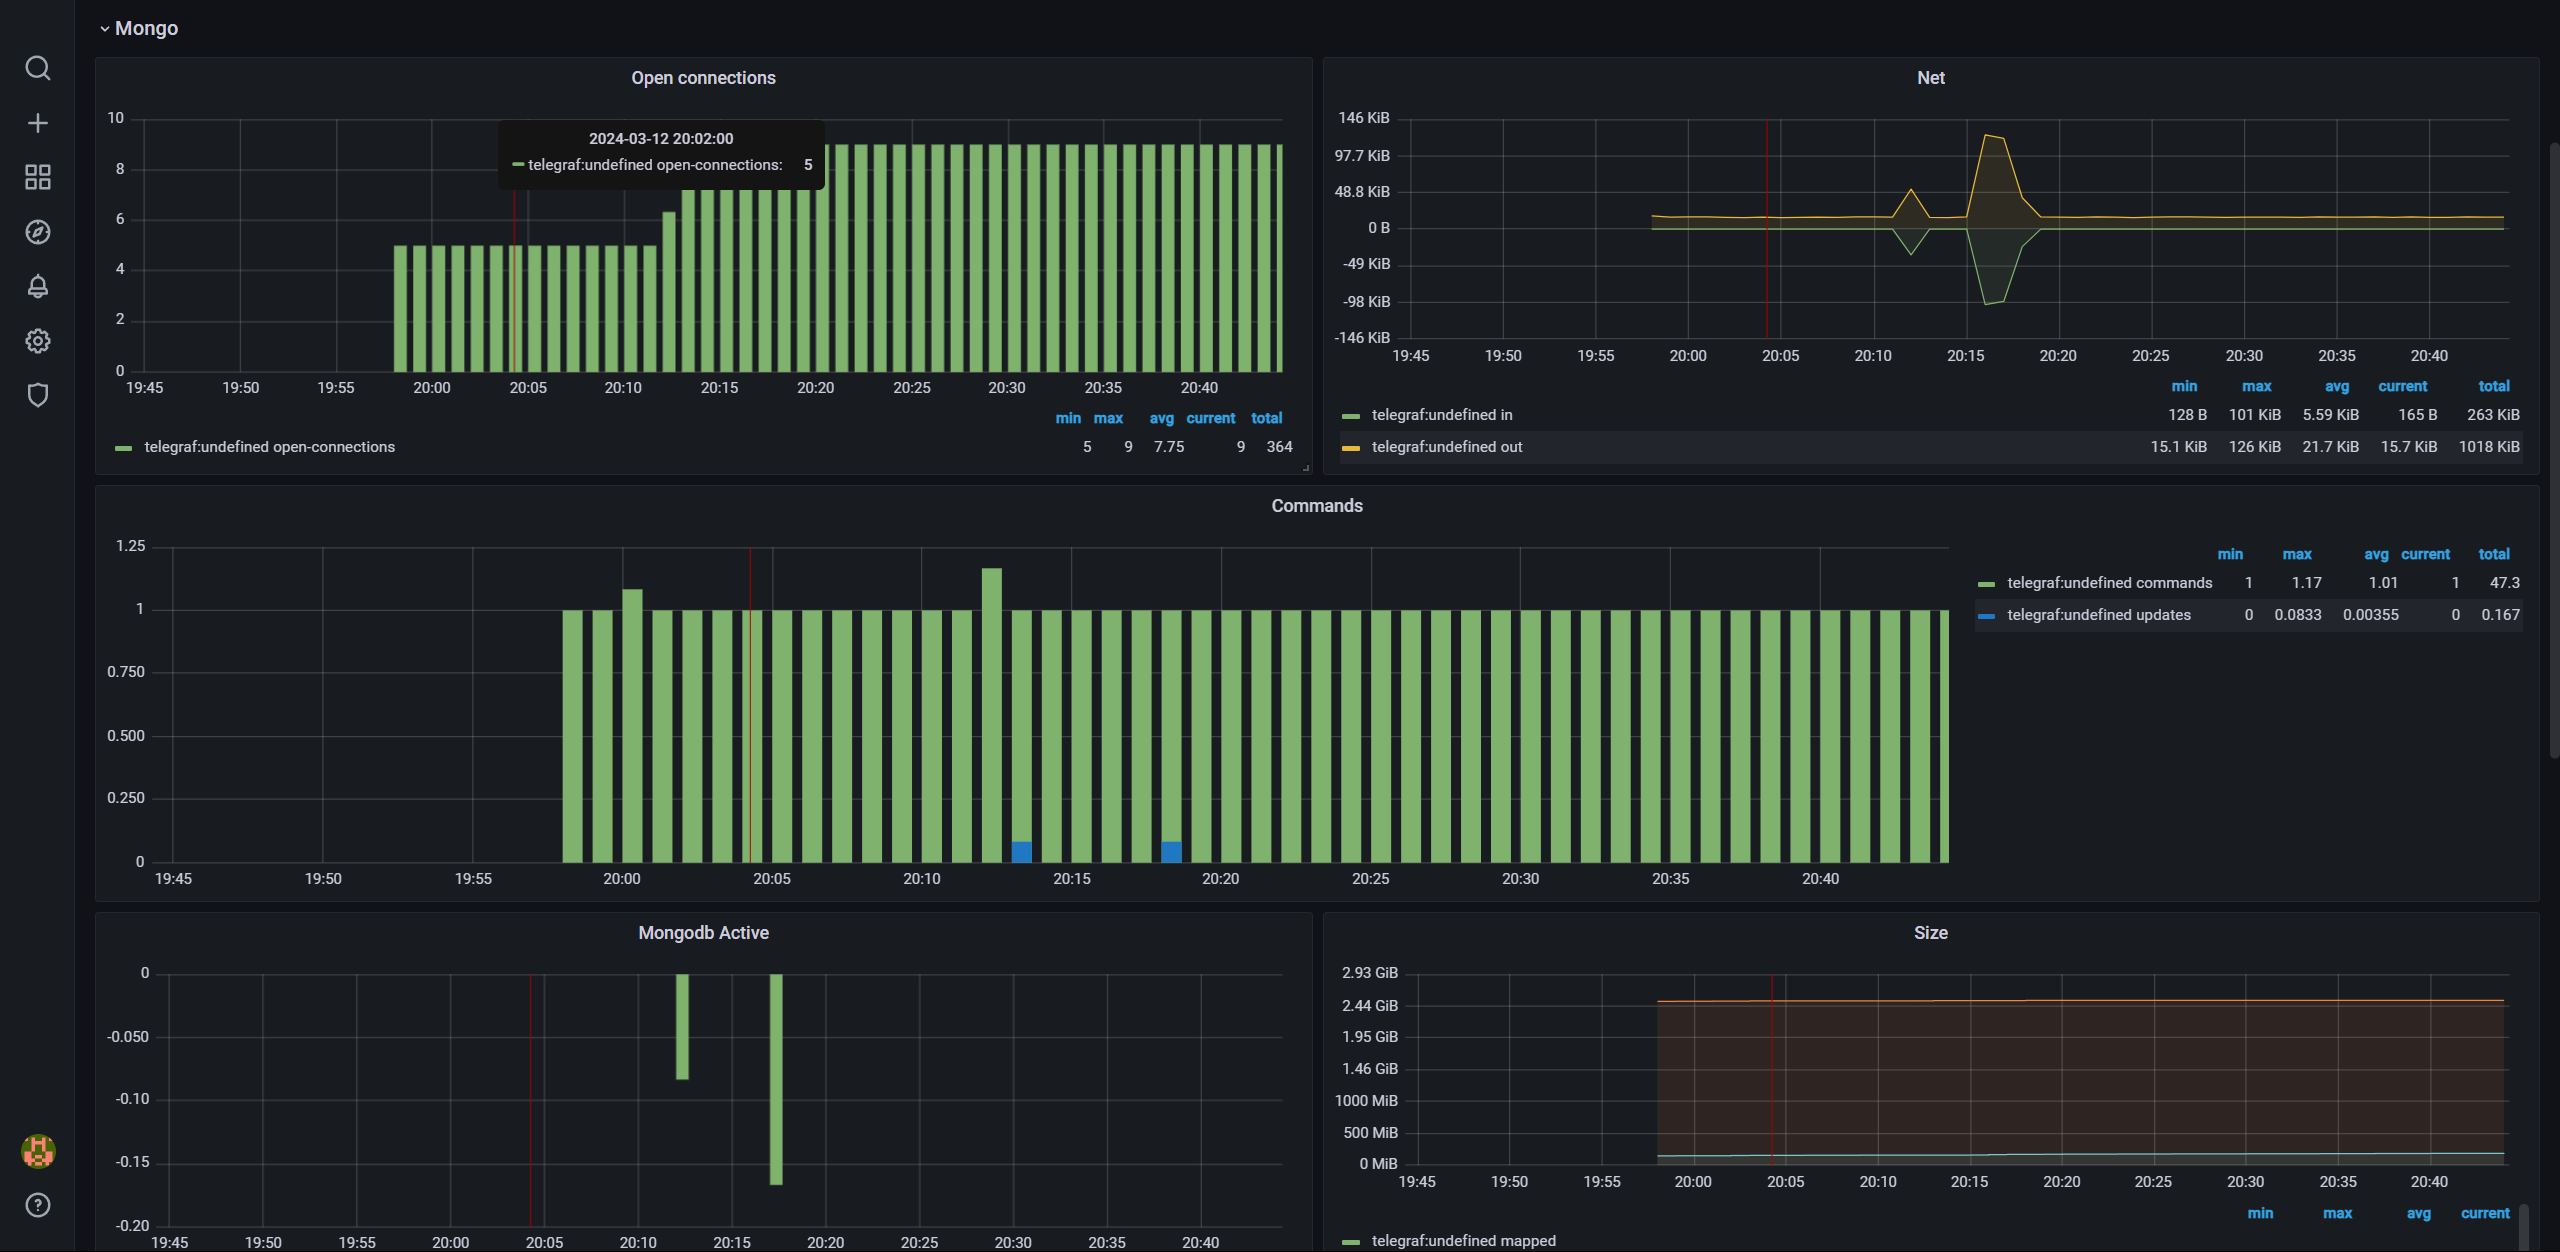 Mongo
Open connections
10
8
6
4
2
0
2024-03-12 20:02:00
telegraf:undefined open-connections: 5
19:45 19:50 19:55 20:00 20:05 20:10 20:15 20:20 20:25 20:30 20:35 20:40
min max avg current total
telegraf:undefined open-connections 5 9 7.75 9 364
Net
146 KiB
97.7 KiB
48.8 KiB
0 B
-49 KiB
-98 KiB
-146 KiB
19:45 19:50 19:55 20:00 20:05 20:10 20:15 20:20 20:25 20:30 20:35 20:40
min max avg current total
telegraf:undefined in 128 B 101 KiB 5.59 KiB 165 B 263 KiB
telegraf:undefined out 15.1 KiB 126 KiB 21.7 KiB 15.7 KiB 1018 KiB
Commands
1.25
1
0.750
0.500
0.250
0
19:45 19:50 19:55 20:00 20:05 20:10 20:15 20:20 20:25 20:30 20:35 20:40
min max avg current total
telegraf:undefined commands 1 1.17 1.01 1 47.3
telegraf:undefined updates 0 0.0833 0.00355 0 0.167
Mongodb Active
0
-0.050
-0.10
-0.15
-0.20
19:45 19:50 19:55 20:00 20:05 20:10 20:15 20:20 20:25 20:30 20:35 20:40
Size
2.93 GiB
2.44 GiB
1.95 GiB
1.46 GiB
1000 MiB
500 MiB
0 MiB
19:45 19:50 19:55 20:00 20:05 20:10 20:15 20:20 20:25 20:30 20:35 20:40
min max avg current
telegraf:undefined mapped